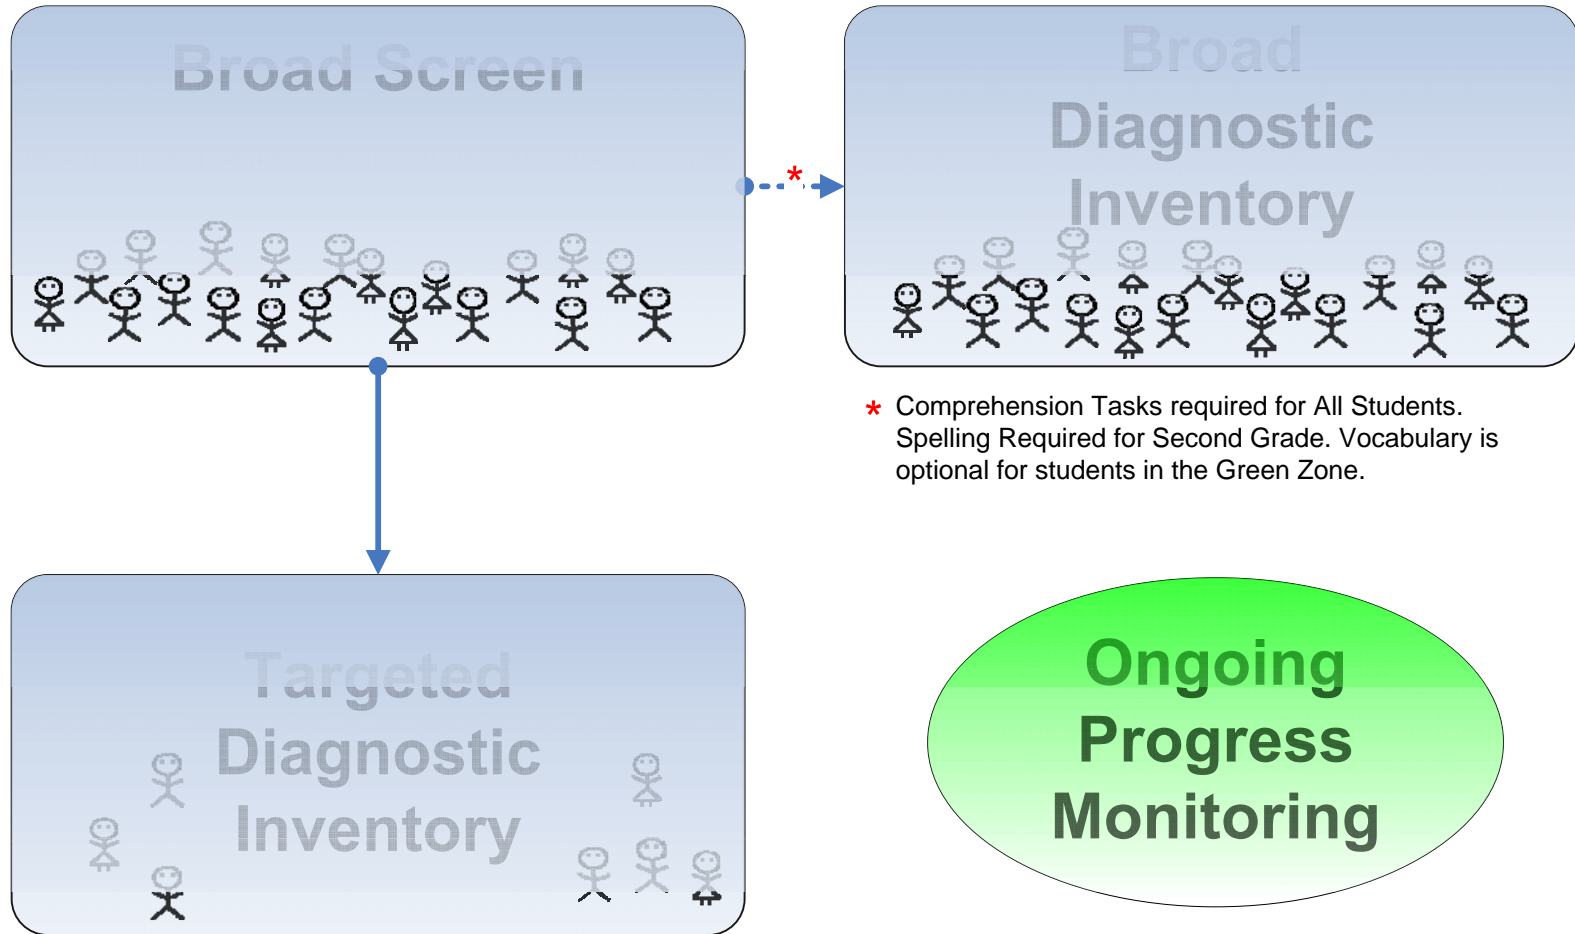 Broad Screen
Broad
Diagnostic
Inventory
*
* Comprehension Tasks required for All Students.
Spelling Required for Second Grade. Vocabulary is
optional for students in the Green Zone.
Targeted
Diagnostic
Inventory
Ongoing
Progress
Monitoring